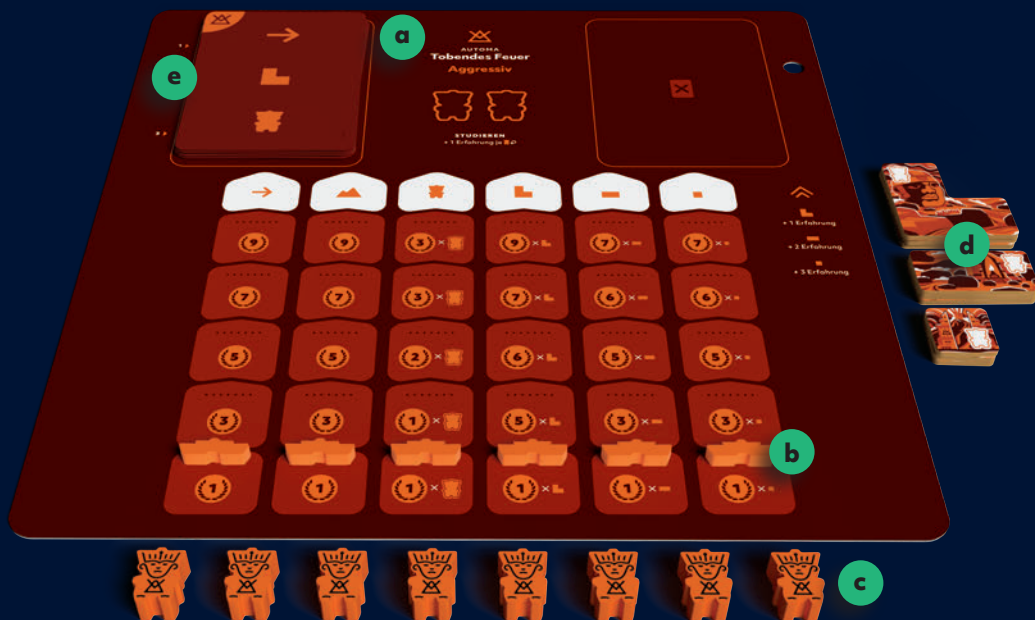 a
e
AUTOMA
Tobendes Feuer
Aggressiv
STUDIEREN
+ 1 Erfahrung je
+ 1 Erfahrung
+ 2 Erfahrung
+ 3 Erfahrung
d
9 9 3 × 9 × 7 × 7 ×
7 7 3 × 7 × 6 × 6 ×
5 5 2 × 6 × 5 × 5 ×
3 3 1 × 5 × 3 × 3 ×
b
1 1 1 × 1 × 1 × 1 ×
c